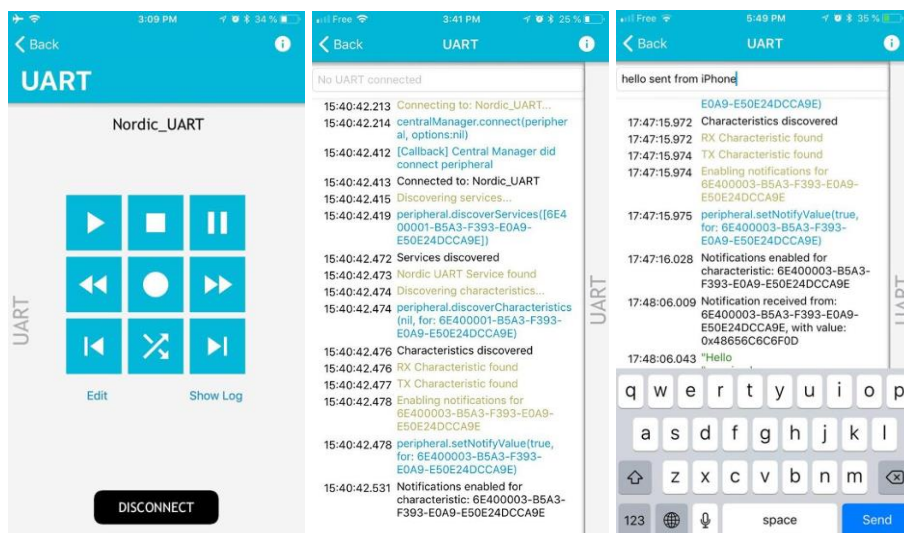 3:09 PM
34 %
Back
UART
Nordic_UART
UART
Edit
Show Log
DISCONNECT
Free
3:41 PM
25 %
Back
UART
No UART connected
15:40:42.213 Connecting to: Nordic_UART...
15:40:42.214 centralManager.connect(peripher
al, options:nil)
15:40:42.412 [Callback] Central Manager did
connect peripheral
15:40:42.413 Connected to: Nordic_UART
15:40:42.415 Discovering services...
15:40:42.419 peripheral.discoverServices([6E4
00001-B5A3-F393-E0A9-
E50E24DCCA9E])
15:40:42.472 Services discovered
15:40:42.473 Nordic UART Service found
15:40:42.474 Discovering characteristics...
15:40:42.474 peripheral.discoverCharacteristics
(nil, for: 6E400001-B5A3-F393-
E0A9-E50E24DCCA9E)
15:40:42.476 Characteristics discovered
15:40:42.476 RX Characteristic found
15:40:42.477 TX Characteristic found
15:40:42.478 Enabling notifications for
6E400003-B5A3-F393-E0A9-
E50E24DCCA9E
15:40:42.478 peripheral.setNotifyValue(true,
for: 6E400003-B5A3-F393-
E0A9-E50E24DCCA9E)
15:40:42.531 Notifications enabled for
characteristic: 6E400003-B5A3-
F393-E0A9-E50E24DCCA9E
UART
Free
5:49 PM
35 %
Back
UART
hello sent from iPhone
E0A9-E50E24DCCA9E)
17:47:15.972 Characteristics discovered
17:47:15.972 RX Characteristic found
17:47:15.974 TX Characteristic found
17:47:15.974 Enabling notifications for
6E400003-B5A3-F393-E0A9-
E50E24DCCA9E
17:47:15.975 peripheral.setNotifyValue(true,
for: 6E400003-B5A3-F393-
E0A9-E50E24DCCA9E)
17:47:16.028 Notifications enabled for
characteristic: 6E400003-B5A3-
F393-E0A9-E50E24DCCA9E
17:48:06.009 Notification received from:
6E400003-B5A3-F393-E0A9-
E50E24DCCA9E, with value:
0x48656C6C6F0D
17:48:06.043 "Hello
UART
q w e r t y u i o p
a s d f g h j k l
z x c v b n m
123 space Send